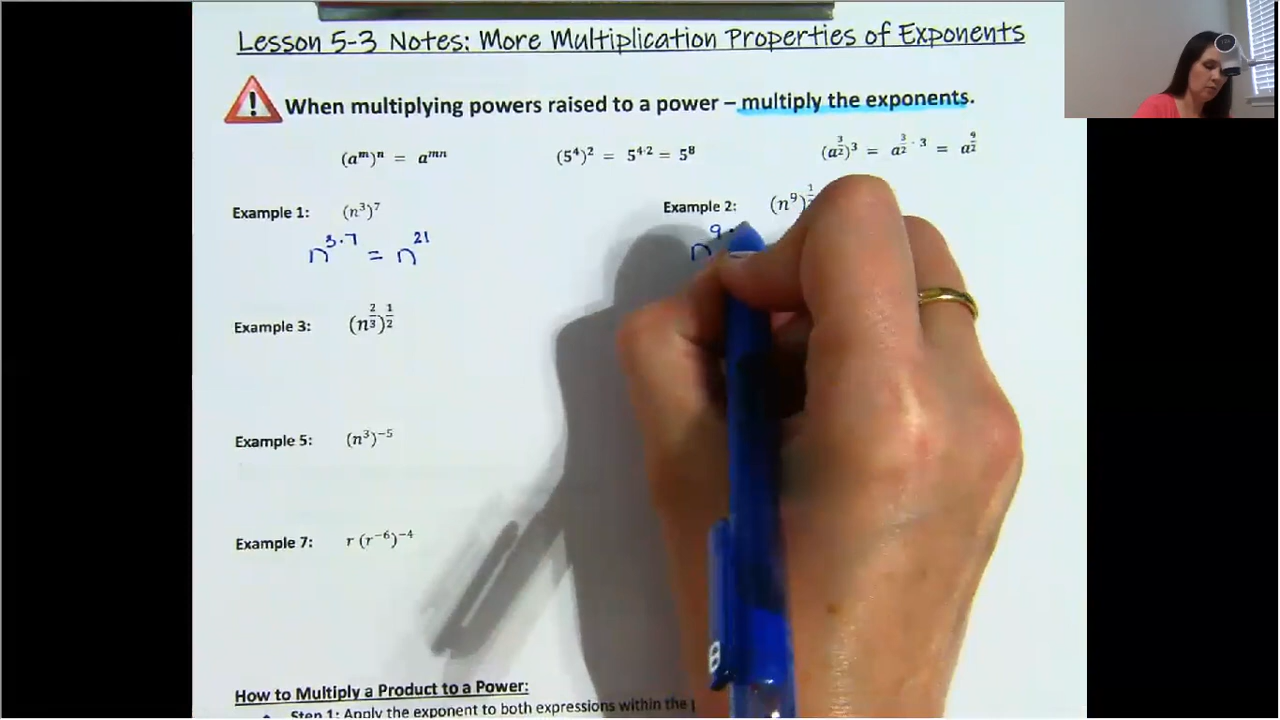 Lesson 5-3 Notes: More Multiplication Properties of Exponents
When multiplying powers raised to a power – multiply the exponents.
(a^m)^n = a^{mn} (5^4)^2 = 5^{4·2} = 5^8 (a^{3/2})^3 = a^{3/2 · 3} = a^{9/2}
Example 1: (n^3)^7 Example 2: (n^9)
n^{3·7} = n^{21} n^{9·}
Example 3: (n^{2/3})^{1/2}
Example 5: (n^3)^{-5}
Example 7: r (r^{-6})^{-4}
How to Multiply a Product to a Power:
Step 1: Apply the exponent to both expressions within the